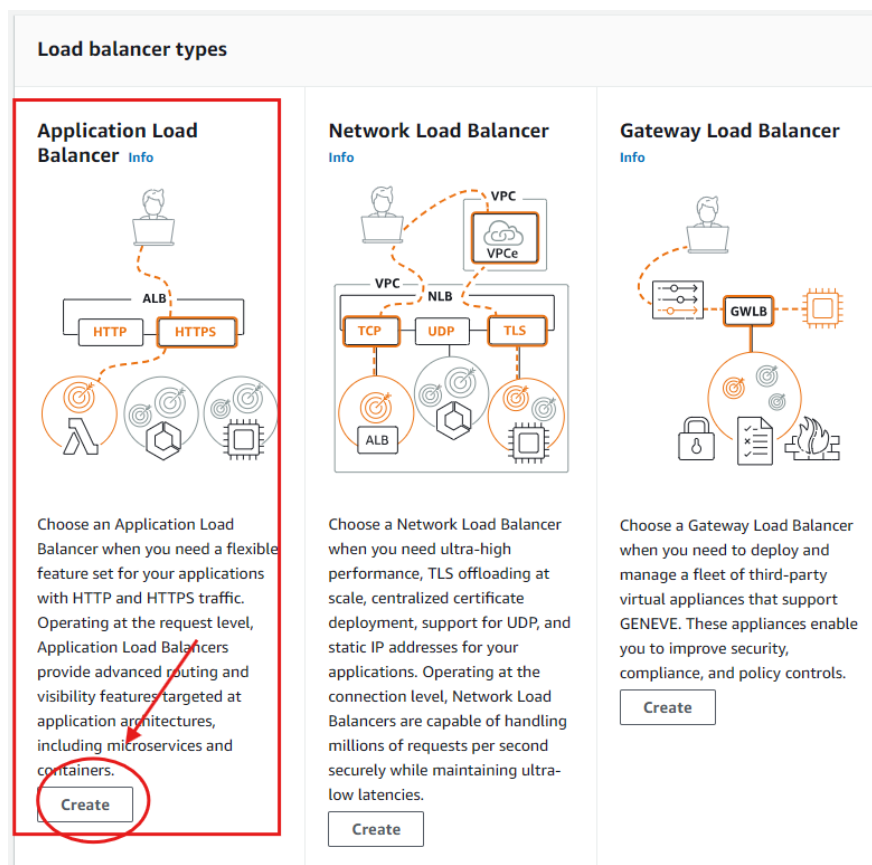 Load balancer types
Application Load
Balancer Info
ALB
HTTP
HTTPS
Choose an Application Load
Balancer when you need a flexible
feature set for your applications
with HTTP and HTTPS traffic.
Operating at the request level,
Application Load Balancers
provide advanced routing and
visibility features targeted at
application architectures,
including microservices and
containers.
Create
Network Load Balancer
Info
VPC
VPCe
VPC
NLB
TCP
UDP
TLS
ALB
Choose a Network Load Balancer
when you need ultra-high
performance, TLS offloading at
scale, centralized certificate
deployment, support for UDP, and
static IP addresses for your
applications. Operating at the
connection level, Network Load
Balancers are capable of handling
millions of requests per second
securely while maintaining ultra-
low latencies.
Create
Gateway Load Balancer
Info
GWLB
Choose a Gateway Load Balancer
when you need to deploy and
manage a fleet of third-party
virtual appliances that support
GENEVE. These appliances enable
you to improve security,
compliance, and policy controls.
Create